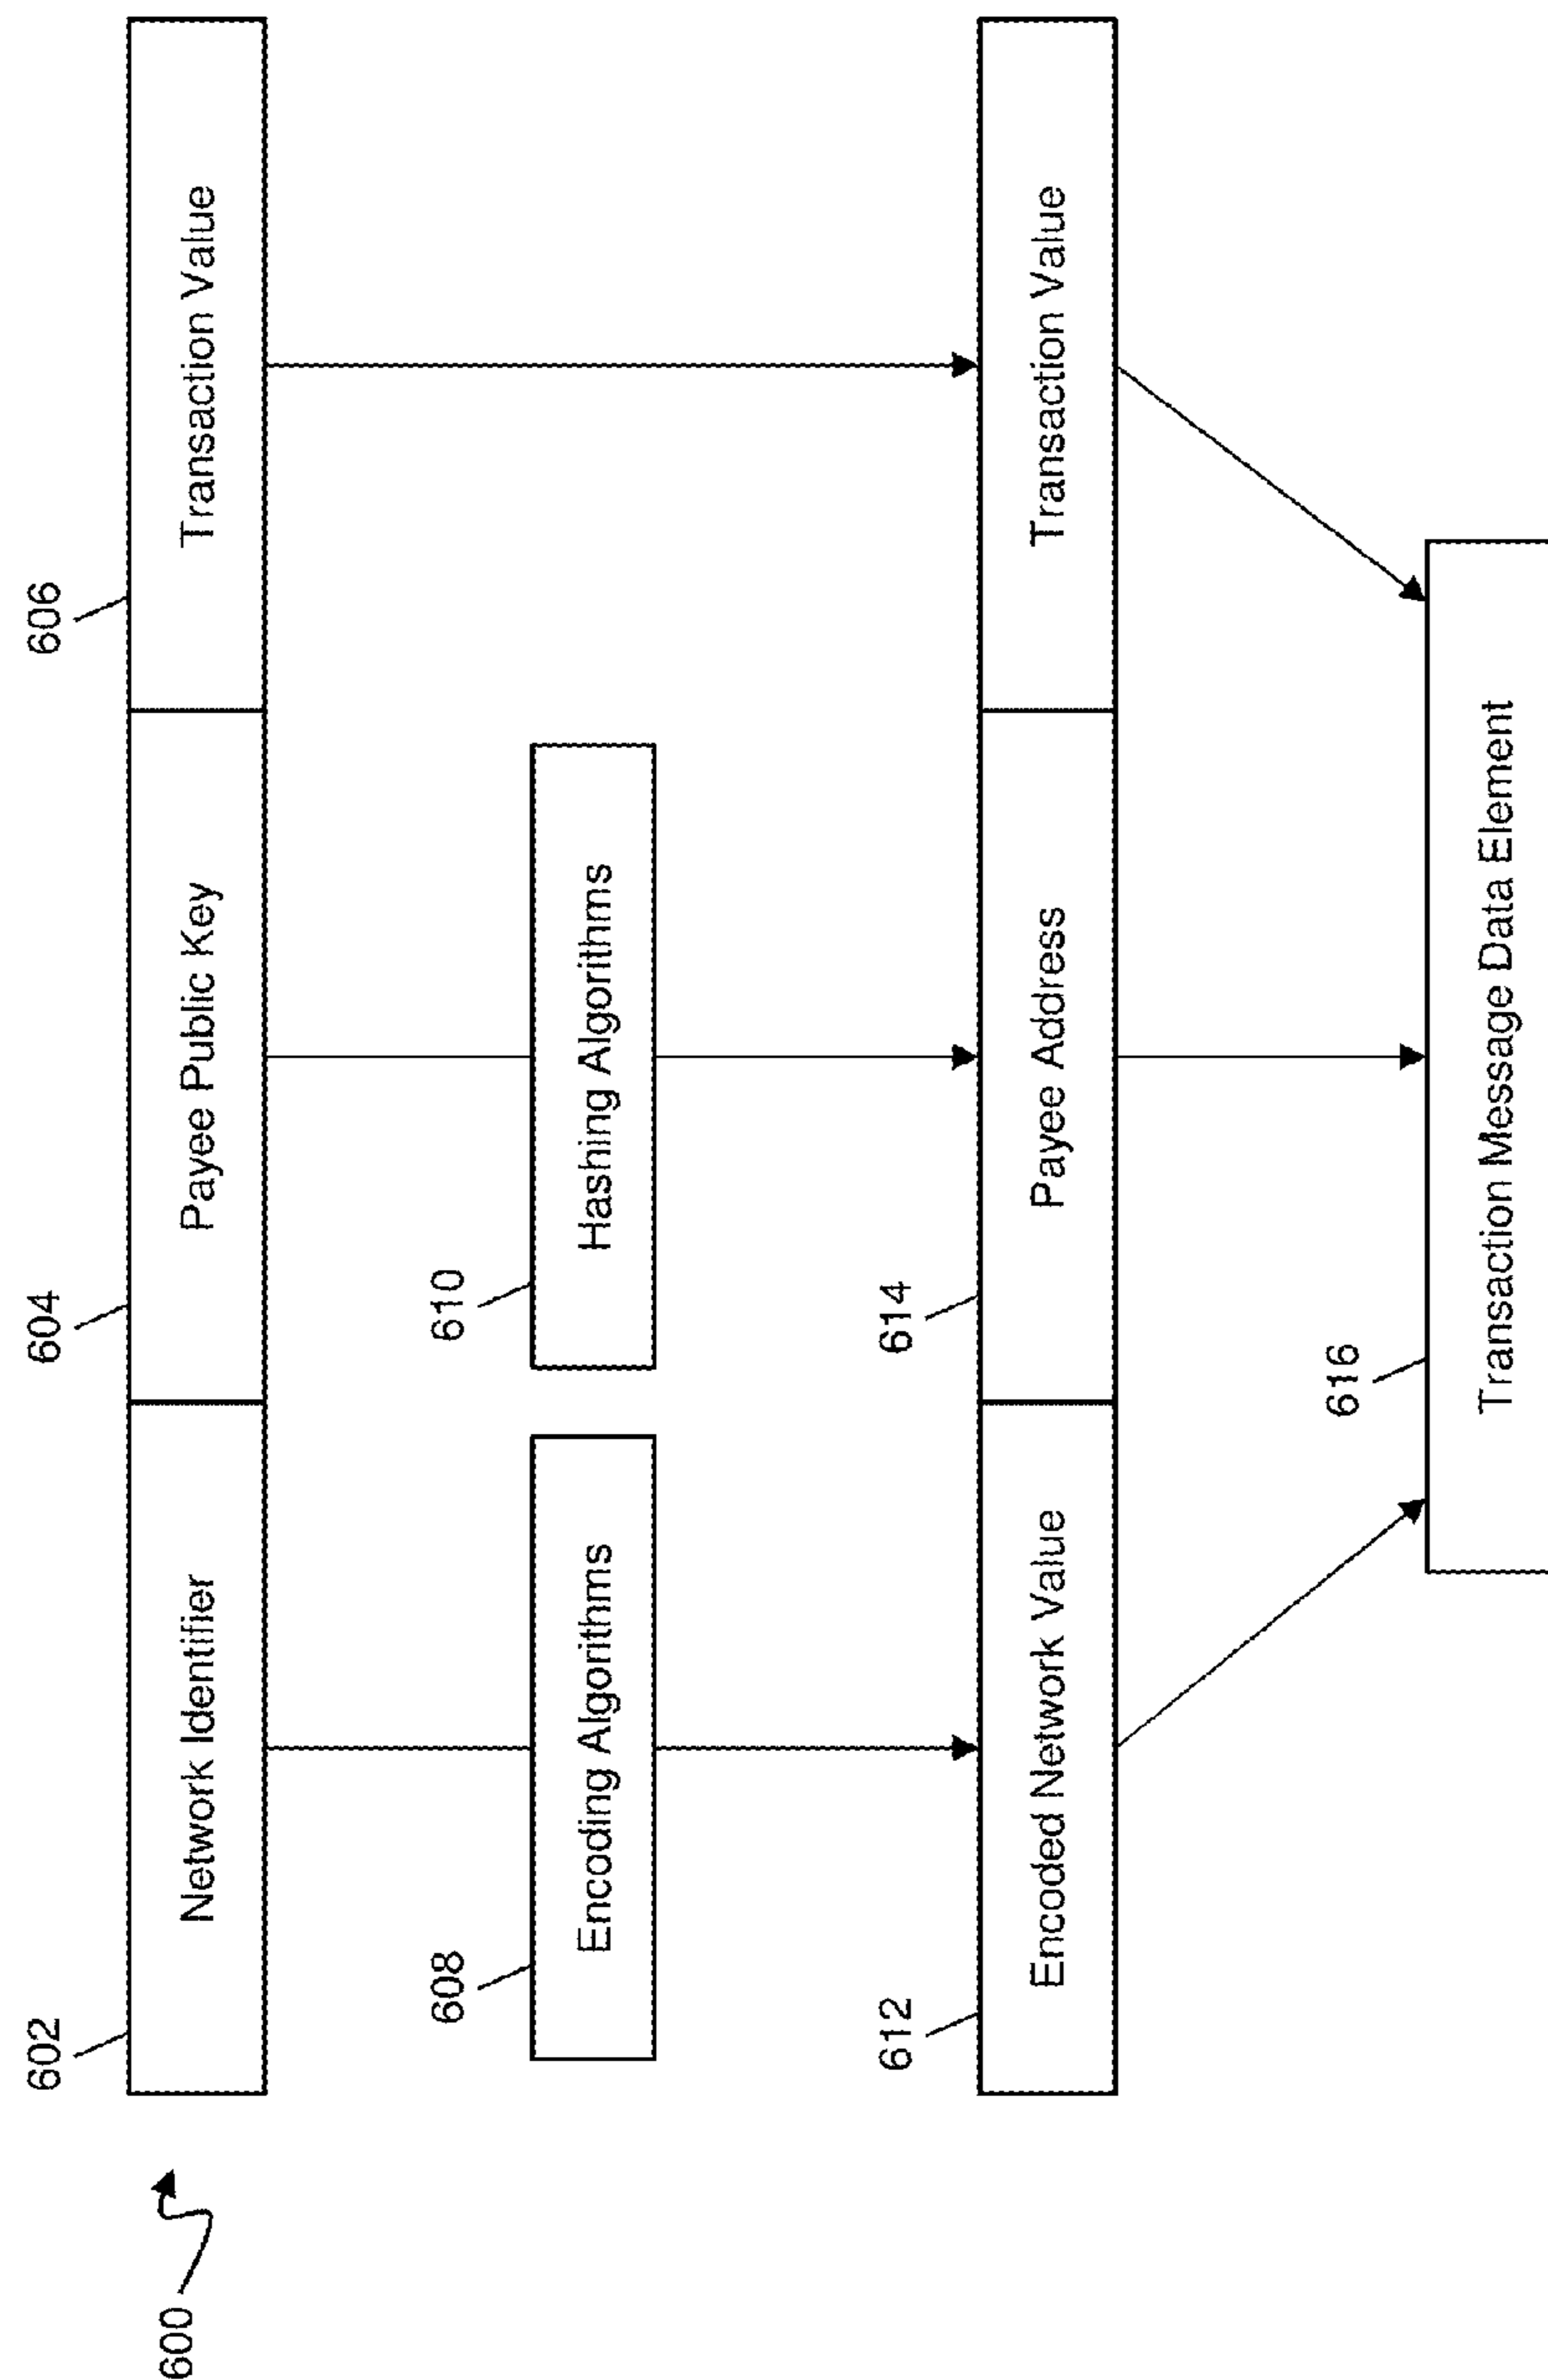 600
602
604
606
Network Identifier
Payee Public Key
Transaction Value
608
610
Encoding Algorithms
Hashing Algorithms
612
614
Encoded Network Value
Payee Address
Transaction Value
616
Transaction Message Data Element